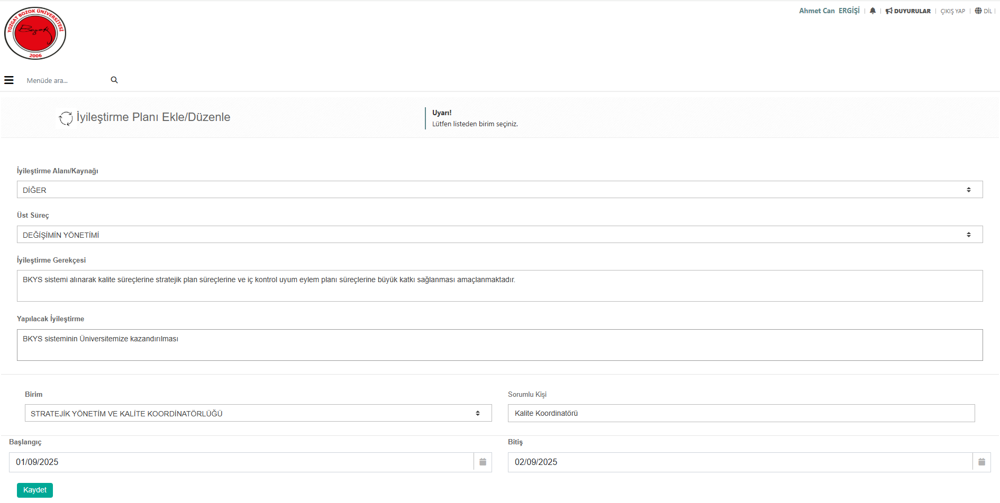 YOZGAT BOZOK ÜNİVERSİTESİ
Bozok
2006
Ahmet Can ERGİŞİ | | DUYURULAR | ÇIKIŞ YAP | DİL |
Menüde ara...
İyileştirme Planı Ekle/Düzenle
Uyarı!
Lütfen listeden birim seçiniz.
İyileştirme Alanı/Kaynağı
DİĞER
Üst Süreç
DEĞİŞİMİN YÖNETİMİ
İyileştirme Gerekçesi
BKYS sistemi alınarak kalite süreçlerine stratejik plan süreçlerine ve iç kontrol uyum eylem planı süreçlerine büyük katkı sağlanması amaçlanmaktadır.
Yapılacak İyileştirme
BKYS sisteminin Üniversitemize kazandırılması
Birim
STRATEJİK YÖNETİM VE KALİTE KOORDİNATÖRLÜĞÜ
Sorumlu Kişi
Kalite Koordinatörü
Başlangıç
01/09/2025
Bitiş
02/09/2025
Kaydet